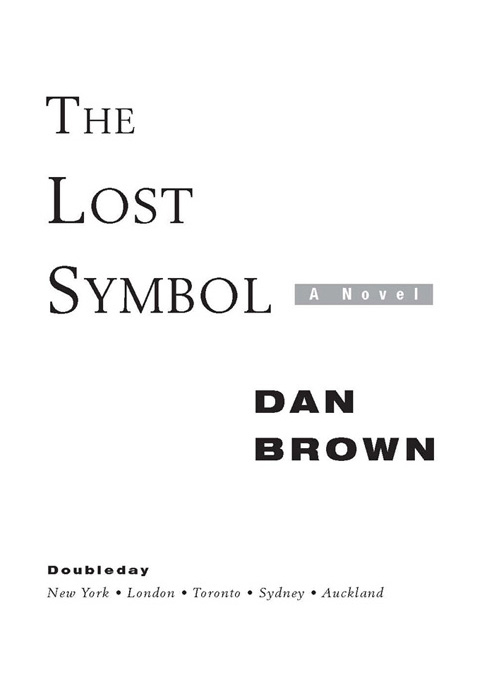 THE
LOST
SYMBOL
A Novel
DAN
BROWN
Doubleday
New York • London • Toronto • Sydney • Auckland